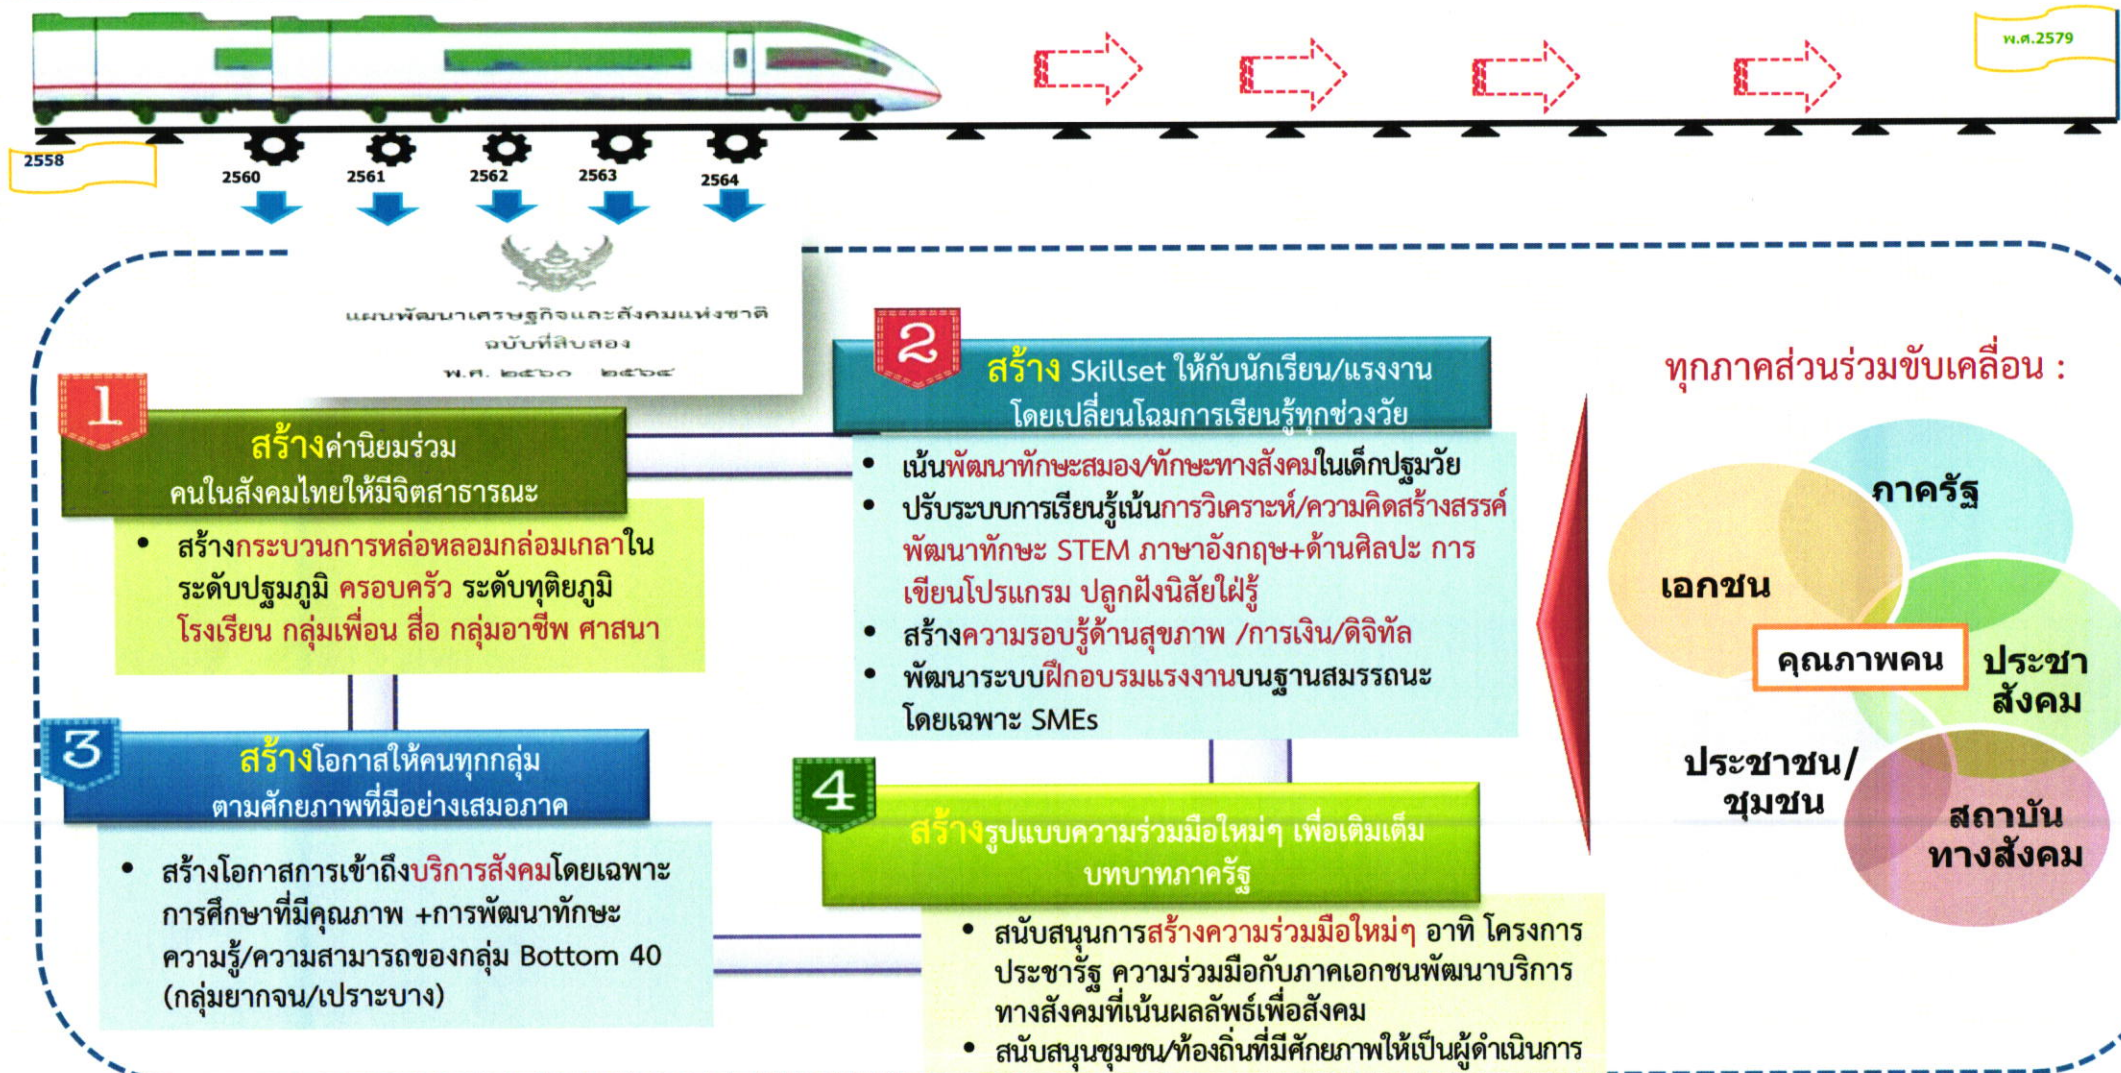 พ.ศ.2579
2558
2560
2561
2562
2563
2564
แผนพัฒนาเศรษฐกิจและสังคมแห่งชาติ
ฉบับที่สิบสอง
พ.ศ. ๒๕๖๐ ๒๕๖๔
1
สร้างค่านิยมร่วม
คนในสังคมไทยให้มีจิตสาธารณะ
• สร้างกระบวนการหล่อหลอมกล่อมเกลาใน
ระดับปฐมภูมิ ครอบครัว ระดับทุติยภูมิ
โรงเรียน กลุ่มเพื่อน สื่อ กลุ่มอาชีพ ศาสนา
2
สร้าง Skillset ให้กับนักเรียน/แรงงาน
โดยเปลี่ยนโฉมการเรียนรู้ทุกช่วงวัย
• เน้นพัฒนาทักษะสมอง/ทักษะทางสังคมในเด็กปฐมวัย
• ปรับระบบการเรียนรู้เน้นการวิเคราะห์/ความคิดสร้างสรรค์
พัฒนาทักษะ STEM ภาษาอังกฤษ+ด้านศิลปะ การ
เขียนโปรแกรม ปลูกฝังนิสัยใฝ่รู้
• สร้างความรอบรู้ด้านสุขภาพ /การเงิน/ดิจิทัล
• พัฒนาระบบฝึกอบรมแรงงานบนฐานสมรรถนะ
โดยเฉพาะ SMEs
3
สร้างโอกาสให้คนทุกกลุ่ม
ตามศักยภาพที่มีอย่างเสมอภาค
• สร้างโอกาสการเข้าถึงบริการสังคมโดยเฉพาะ
การศึกษาที่มีคุณภาพ +การพัฒนาทักษะ
ความรู้/ความสามารถของกลุ่ม Bottom 40
(กลุ่มยากจน/เปราะบาง)
4
สร้างรูปแบบความร่วมมือใหม่ๆ เพื่อเติมเต็ม
บทบาทภาครัฐ
• สนับสนุนการสร้างความร่วมมือใหม่ๆ อาทิ โครงการ
ประชารัฐ ความร่วมมือกับภาคเอกชนพัฒนาบริการ
ทางสังคมที่เน้นผลลัพธ์เพื่อสังคม
• สนับสนุนชุมชน/ท้องถิ่นที่มีศักยภาพให้เป็นผู้ดำเนินการ
ทุกภาคส่วนร่วมขับเคลื่อน :
ภาครัฐ
เอกชน
คุณภาพคน
ประชา
สังคม
ประชาชน/
ชุมชน
สถาบัน
ทางสังคม